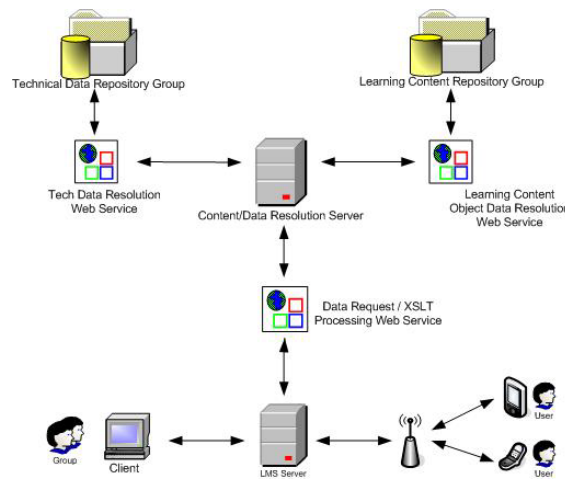 Technical Data Repository Group
Learning Content Repository Group
Tech Data Resolution
Web Service
Content/Data Resolution Server
Learning Content
Object Data Resolution
Web Service
Data Request / XSLT
Processing Web Service
User
Group
Client
LMS Server
User